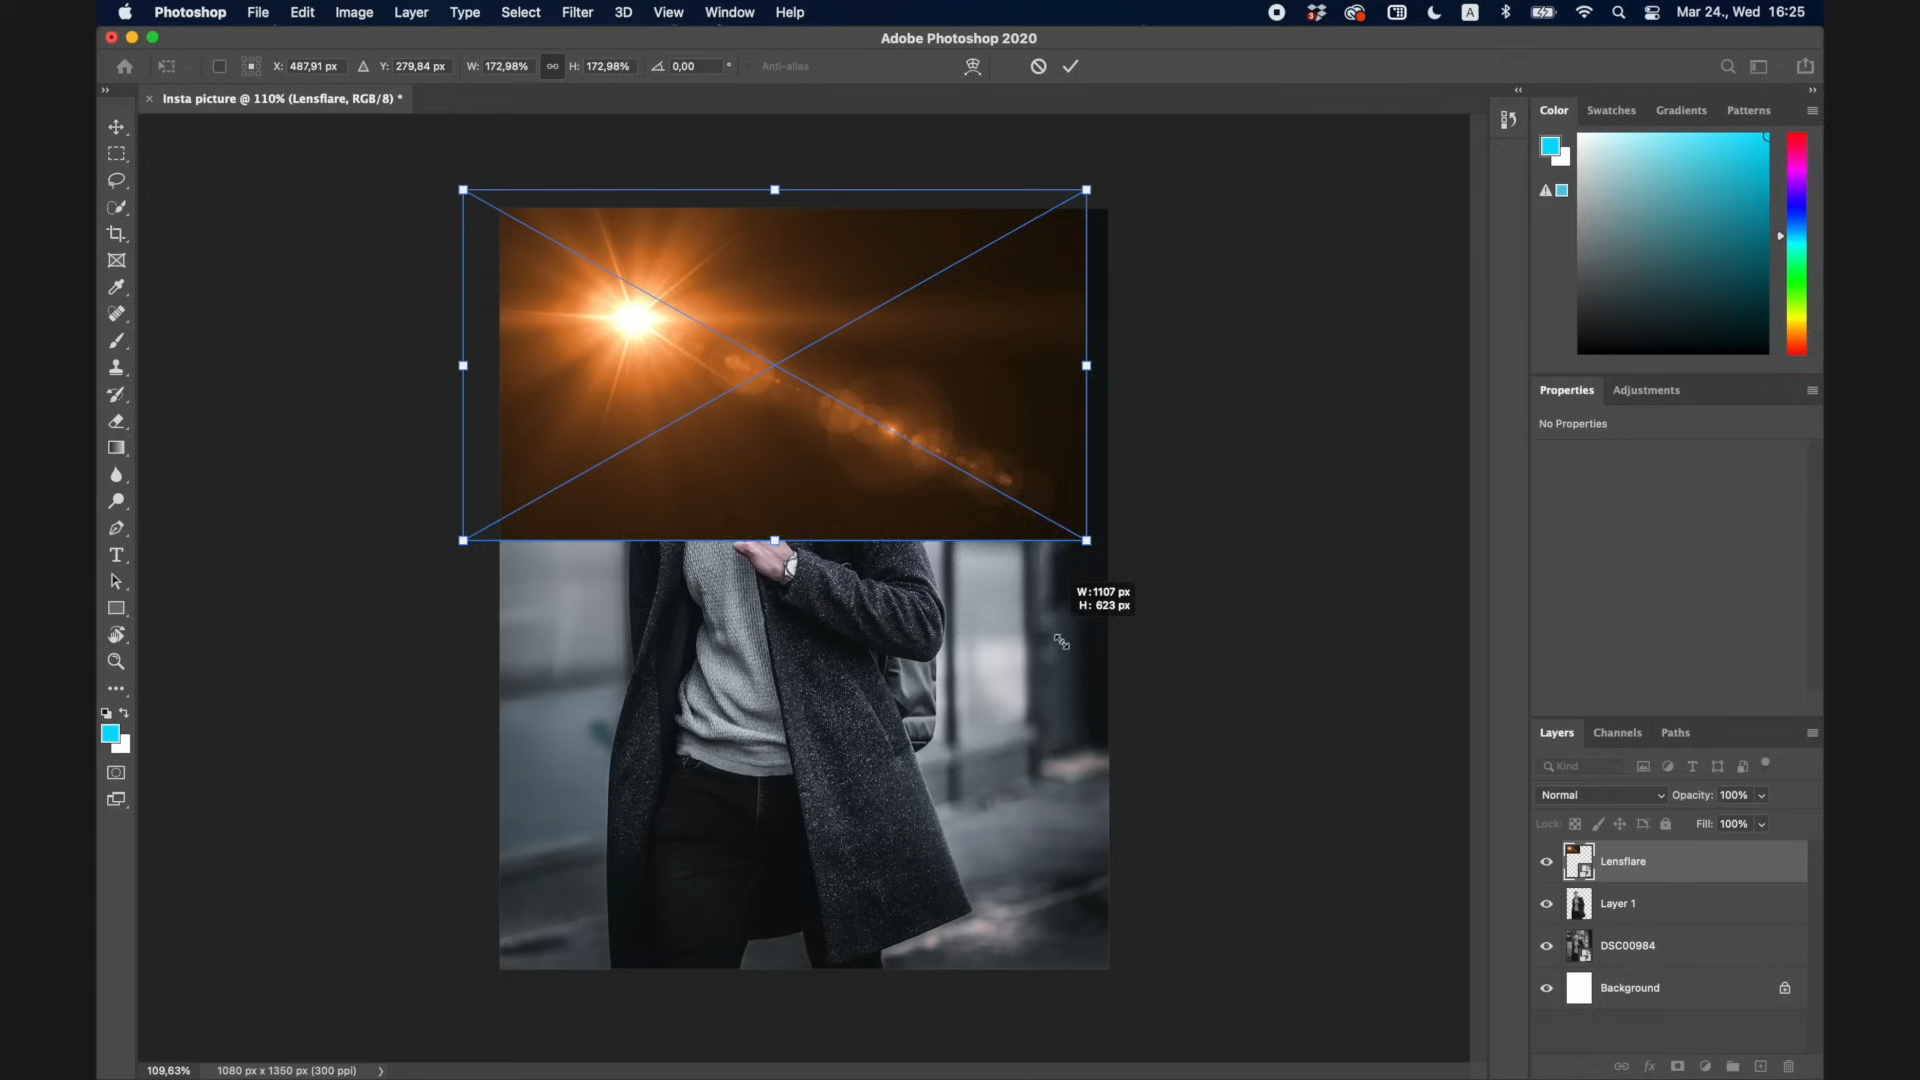 Photoshop File Edit Image Layer Type Select Filter 3D View Window Help 3 A Mar 24., Wed 16:25
Adobe Photoshop 2020
X: 487,91 px Y: 279,84 px W: 172,98% H: 172,98% 0,00 ° Anti-alias
Insta picture @ 110% (Lensflare, RGB/8) *
Color Swatches Gradients Patterns
Properties Adjustments
No Properties
W: 1107 px
H: 623 px
Layers Channels Paths
Kind
Normal Opacity: 100%
Lock: Fill: 100%
Lensflare
Layer 1
DSC00984
Background
fx
109,63% 1080 px x 1350 px (300 ppi)